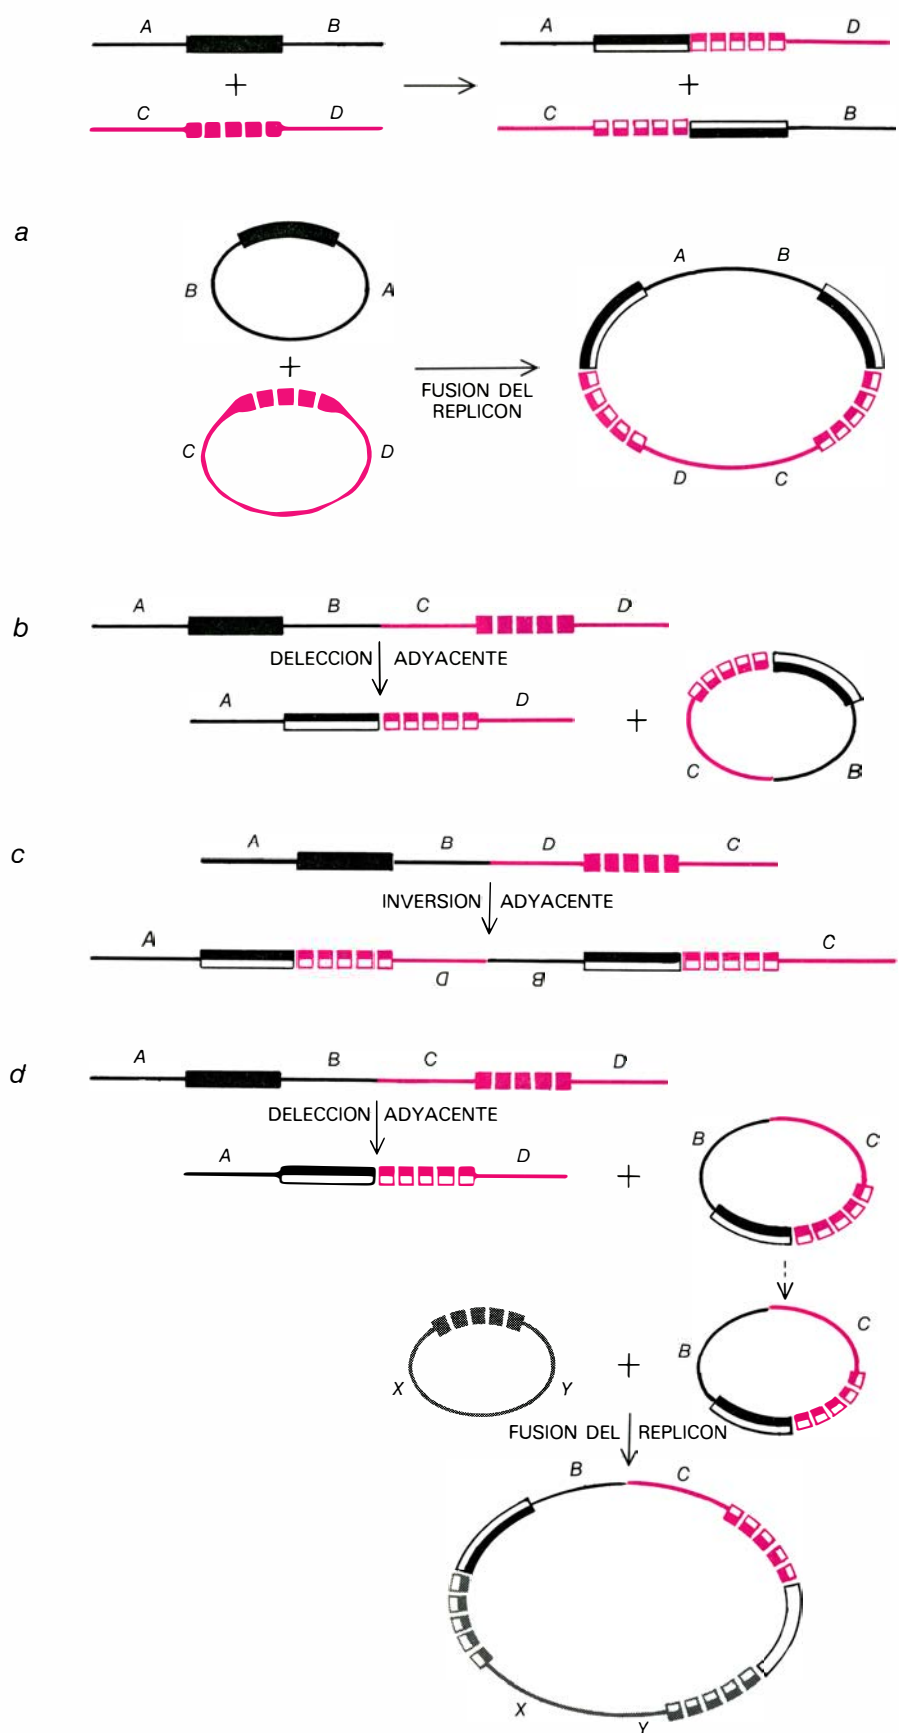 A B A D
+ +
C D C B
a
A B
B A
+
FUSION DEL
REPLICON
C D
D C
b
A B C D
DELECCION ADYACENTE
A D
+
C B
c
A B D C
INVERSION ADYACENTE
A D B C
d
A B C D
DELECCION ADYACENTE
A D
+
B C
X Y
+
B C
FUSION DEL REPLICON
B C
X Y